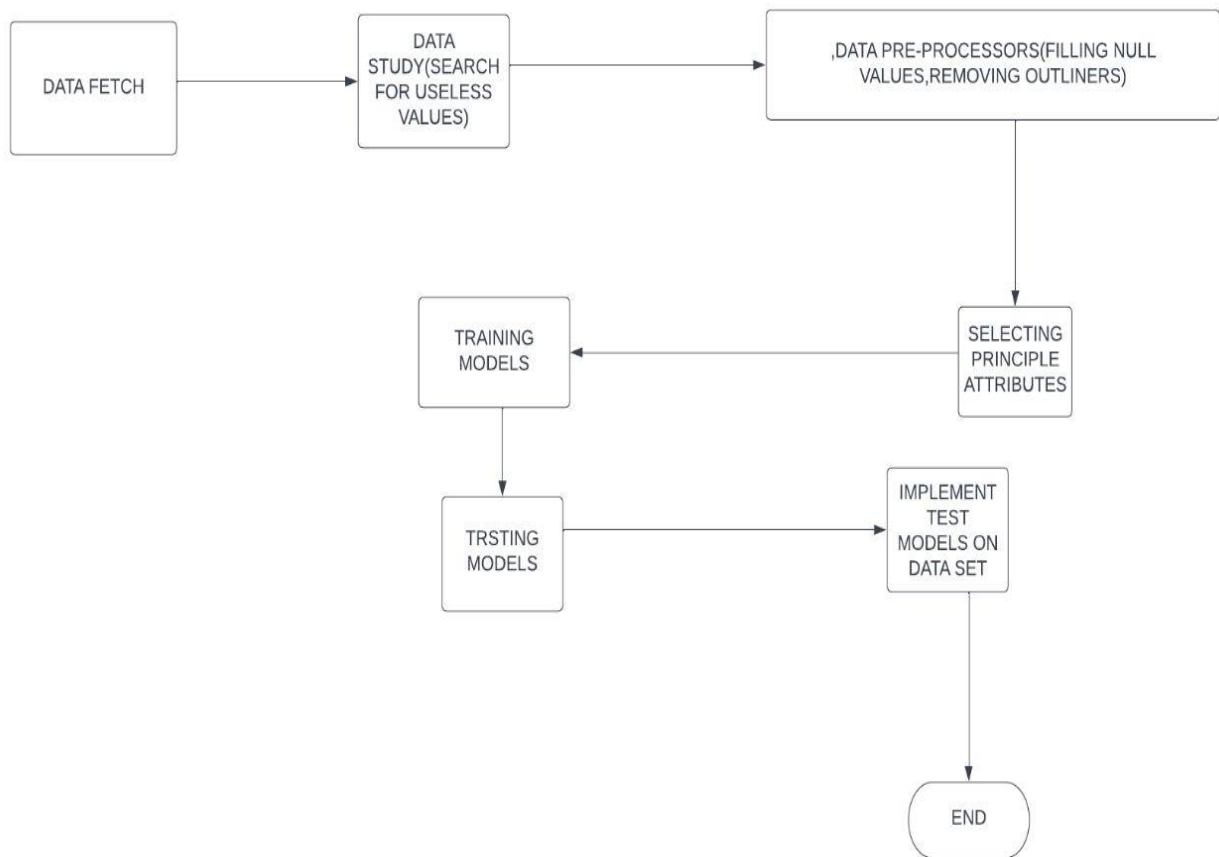 DATA FETCH
DATA
STUDY(SEARCH
FOR USELESS
VALUES)
,DATA PRE-PROCESSORS(FILLING NULL
VALUES,REMOVING OUTLINERS)
SELECTING
PRINCIPLE
ATTRIBUTES
TRAINING
MODELS
TRSTING
MODELS
IMPLEMENT
TEST
MODELS ON
DATA SET
END